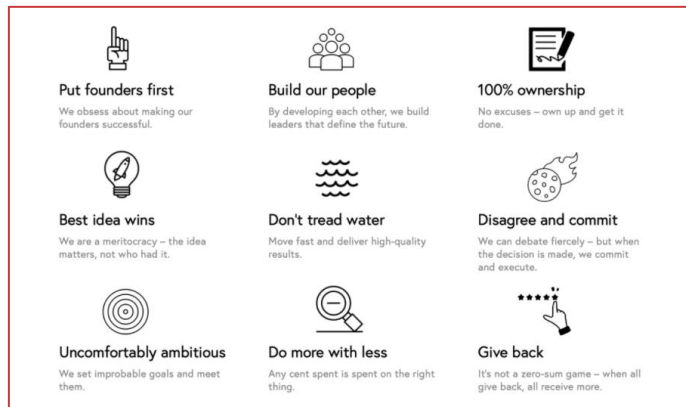 Put founders first
We obsess about making our
founders successful.
Build our people
By developing each other, we build
leaders that define the future.
100% ownership
No excuses – own up and get it
done.
Best idea wins
We are a meritocracy – the idea
matters, not who had it.
Don't tread water
Move fast and deliver high-quality
results.
Disagree and commit
We can debate fiercely – but when
the decision is made, we commit
and execute.
Uncomfortably ambitious
We set improbable goals and meet
them.
Do more with less
Any cent spent is spent on the right
thing.
Give back
It's not a zero-sum game – when all
give back, all receive more.